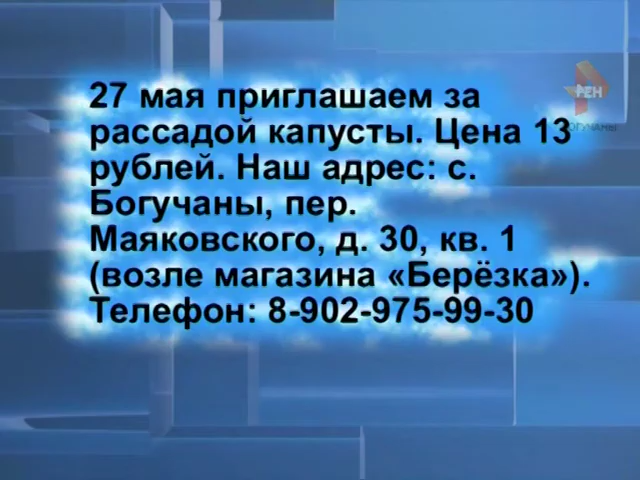 27 мая приглашаем за
рассадой капусты. Цена 13
рублей. Наш адрес: с.
Богучаны, пер.
Маяковского, д. 30, кв. 1
(возле магазина «Берёзка»).
Телефон: 8-902-975-99-30
РЕН
БОГУЧАНЫ